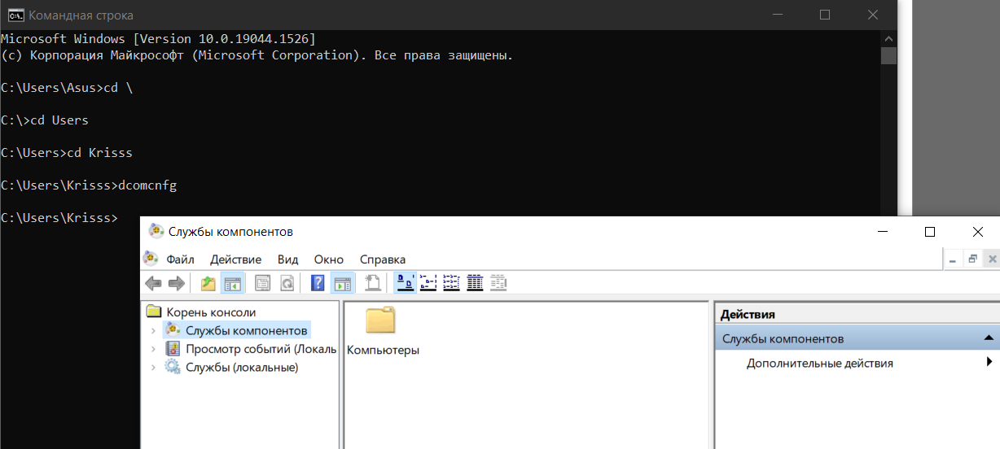 Командная строка
Microsoft Windows [Version 10.0.19044.1526]
(c) Корпорация Майкрософт (Microsoft Corporation). Все права защищены.
C:\Users\Asus>cd \
C:\>cd Users
C:\Users>cd Krisss
C:\Users\Krisss>dcomcnfg
C:\Users\Krisss>
Службы компонентов
Файл Действие Вид Окно Справка
Корень консоли
Службы компонентов
Просмотр событий (Локаль
Службы (локальные)
Компьютеры
Действия
Службы компонентов
Дополнительные действия